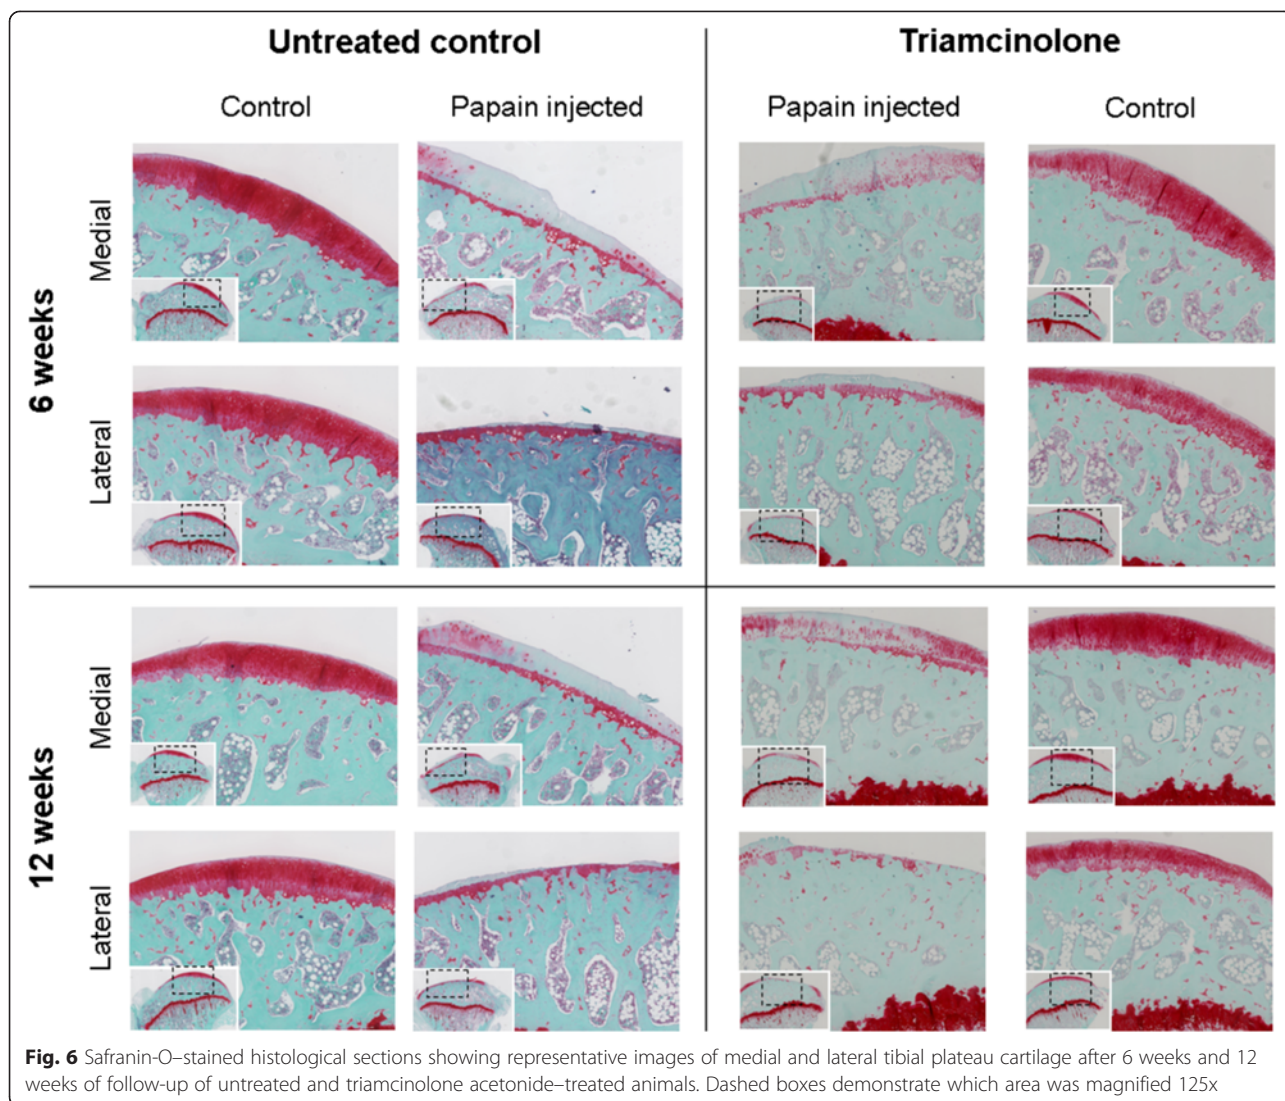 Untreated control
Triamcinolone
Control
Papain injected
Papain injected
Control
6 weeks
Medial
Lateral
12 weeks
Medial
Lateral
Fig. 6 Safranin-O–stained histological sections showing representative images of medial and lateral tibial plateau cartilage after 6 weeks and 12
weeks of follow-up of untreated and triamcinolone acetonide–treated animals. Dashed boxes demonstrate which area was magnified 125x